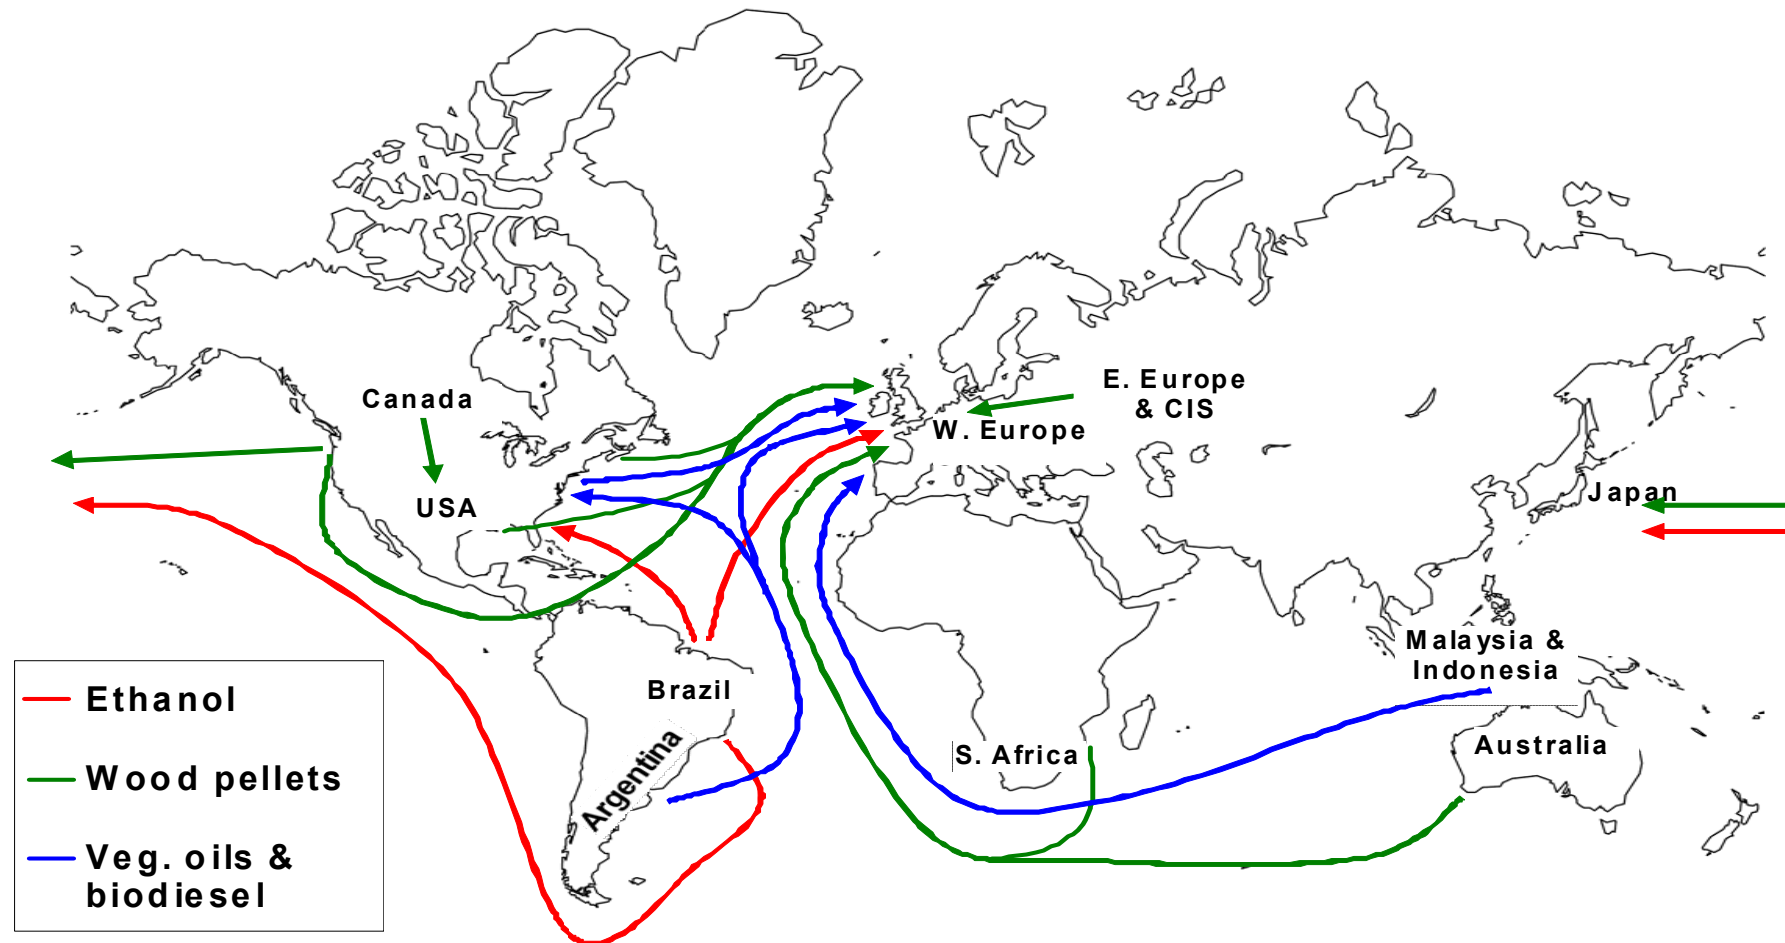 Canada
USA
E. Europe
& CIS
W. Europe
Japan
Malaysia &
Indonesia
Brazil
Argentina
S. Africa
Australia
Ethanol
Wood pellets
Veg. oils &
biodiesel